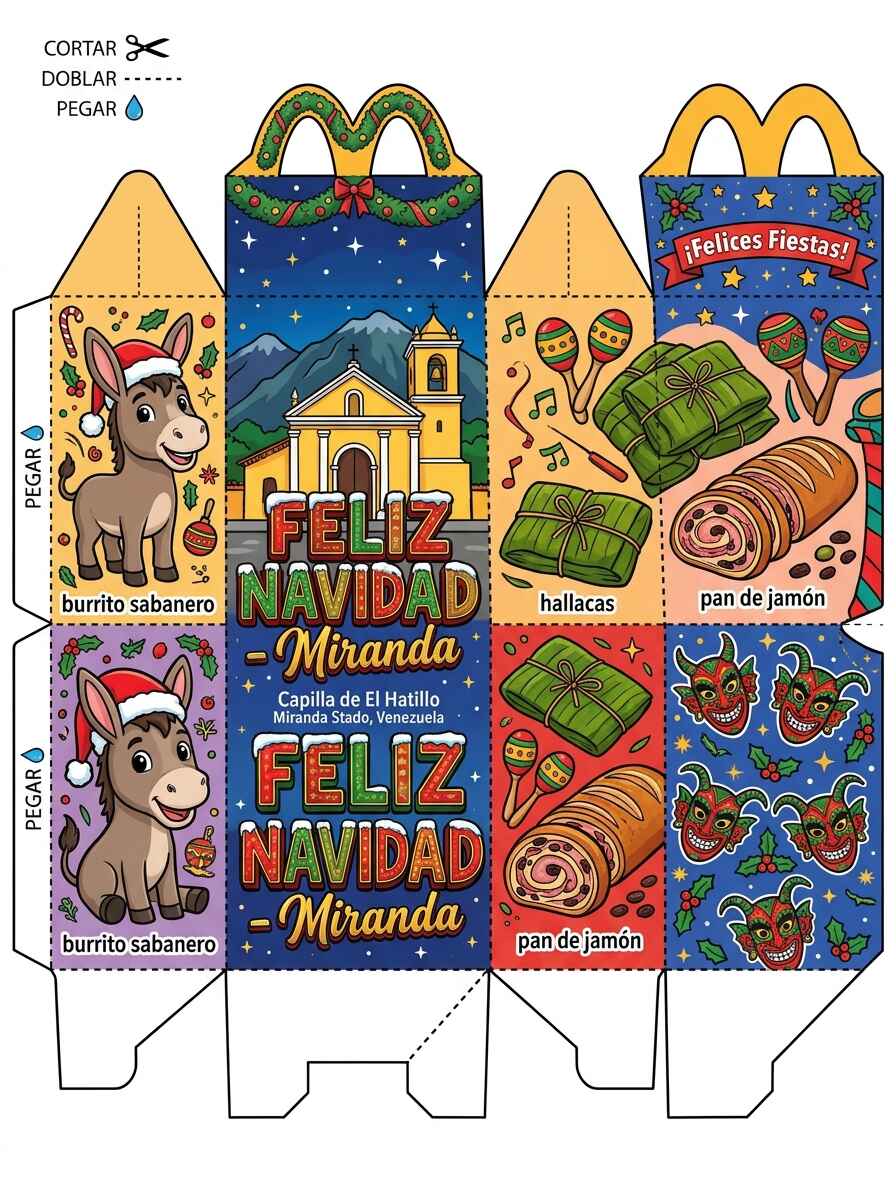 CORTAR
DOBLAR
PEGAR
¡Felices Fiestas!
PEGAR
burrito sabanero
FELIZ
NAVIDAD
- Miranda
Capilla de El Hatillo
Miranda Stado, Venezuela
hallacas
pan de jamón
PEGAR
burrito sabanero
FELIZ
NAVIDAD
- Miranda
pan de jamón